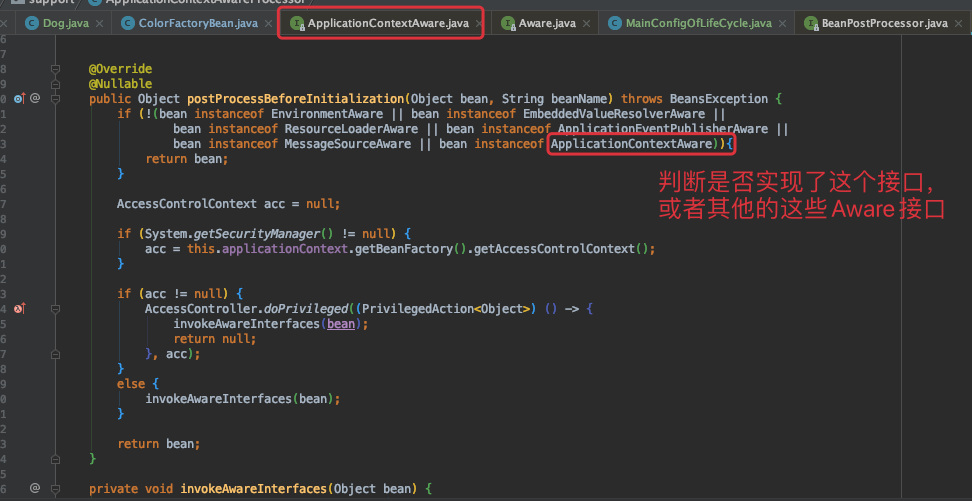 support ApplicationContextAwareProcessor
Dog.java × ColorFactoryBean.java × ApplicationContextAware.java × Aware.java × MainConfigOfLifeCycle.java × BeanPostProcessor.java ×
6
7
8 @Override
9 @Nullable
0 @ public Object postProcessBeforeInitialization(Object bean, String beanName) throws BeansException {
1 if (!(bean instanceof EnvironmentAware || bean instanceof EmbeddedValueResolverAware ||
2 bean instanceof ResourceLoaderAware || bean instanceof ApplicationEventPublisherAware ||
3 bean instanceof MessageSourceAware || bean instanceof ApplicationContextAware)){
4 return bean;
5 }
6
判断是否实现了这个接口,
或者其他的这些Aware接口
7 AccessControlContext acc = null;
8
9 if (System.getSecurityManager() != null) {
0 acc = this.applicationContext.getBeanFactory().getAccessControlContext();
1 }
2
3 if (acc != null) {
4 AccessController.doPrivileged((PrivilegedAction<Object>) () -> {
5 invokeAwareInterfaces(bean);
6 return null;
7 }, acc);
8 }
9 else {
0 invokeAwareInterfaces(bean);
1 }
2
3 return bean;
4 }
5
6 @ private void invokeAwareInterfaces(Object bean) {